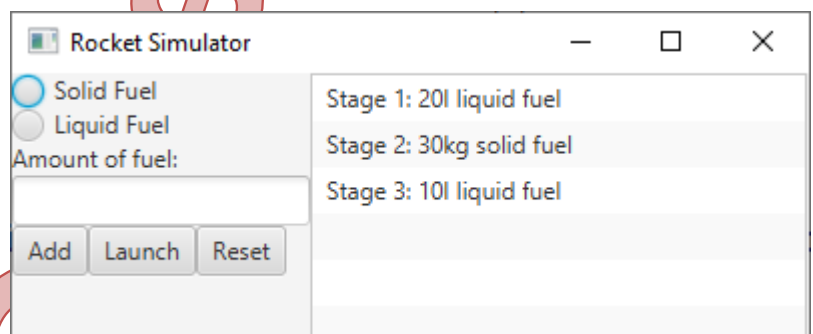 Rocket Simulator
Solid Fuel
Liquid Fuel
Amount of fuel:
Add Launch Reset
Stage 1: 20l liquid fuel
Stage 2: 30kg solid fuel
Stage 3: 10l liquid fuel